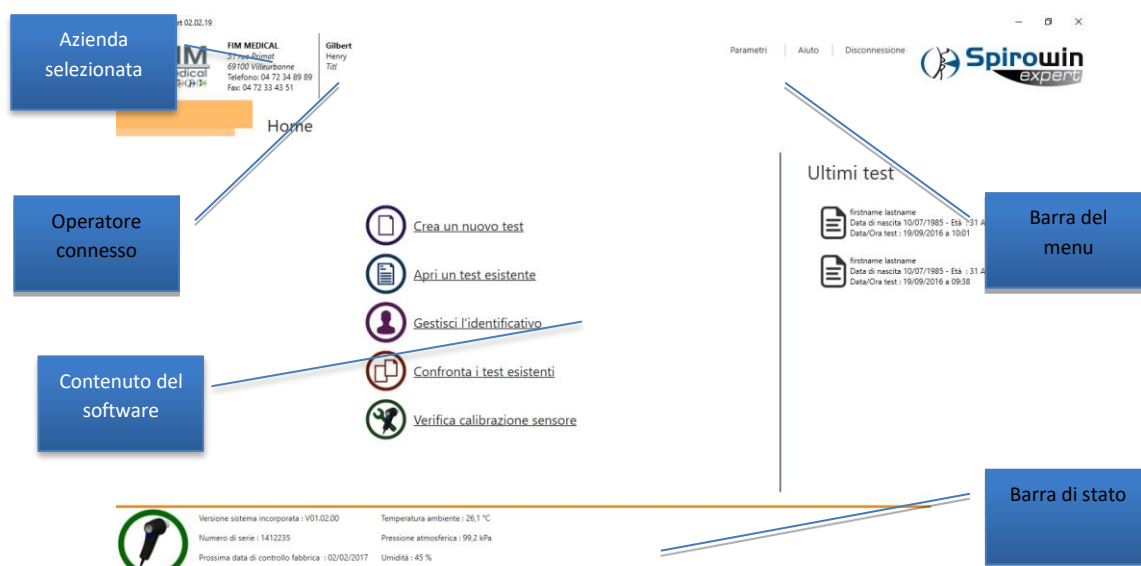 02.02.19
Azienda
selezionata
FIM MEDICAL
51 rue Primat
69100 Villeurbanne
Telefono: 04 72 34 89 89
Fax: 04 72 33 43 51
Gilbert
Henry
Titl
Parametri
Aiuto
Disconnessione
Spirowin
expert
Home
Operatore
connesso
Ultimi test
firstname lastname
Data di nascita 10/07/1985 - Età : 31 A
Data/Ora test : 19/09/2016 a 10:01
firstname lastname
Data di nascita 10/07/1985 - Età : 31 A
Data/Ora test : 19/09/2016 a 09:38
Barra del
menu
Crea un nuovo test
Apri un test esistente
Gestisci l'identificativo
Confronta i test esistenti
Verifica calibrazione sensore
Contenuto del
software
Barra di stato
Versione sistema incorporata : V01.02.00
Temperatura ambiente : 26,1 °C
Numero di serie : 1412235
Pressione atmosferica : 99,2 kPa
Prossima data di controllo fabbrica : 02/02/2017
Umidità : 45 %